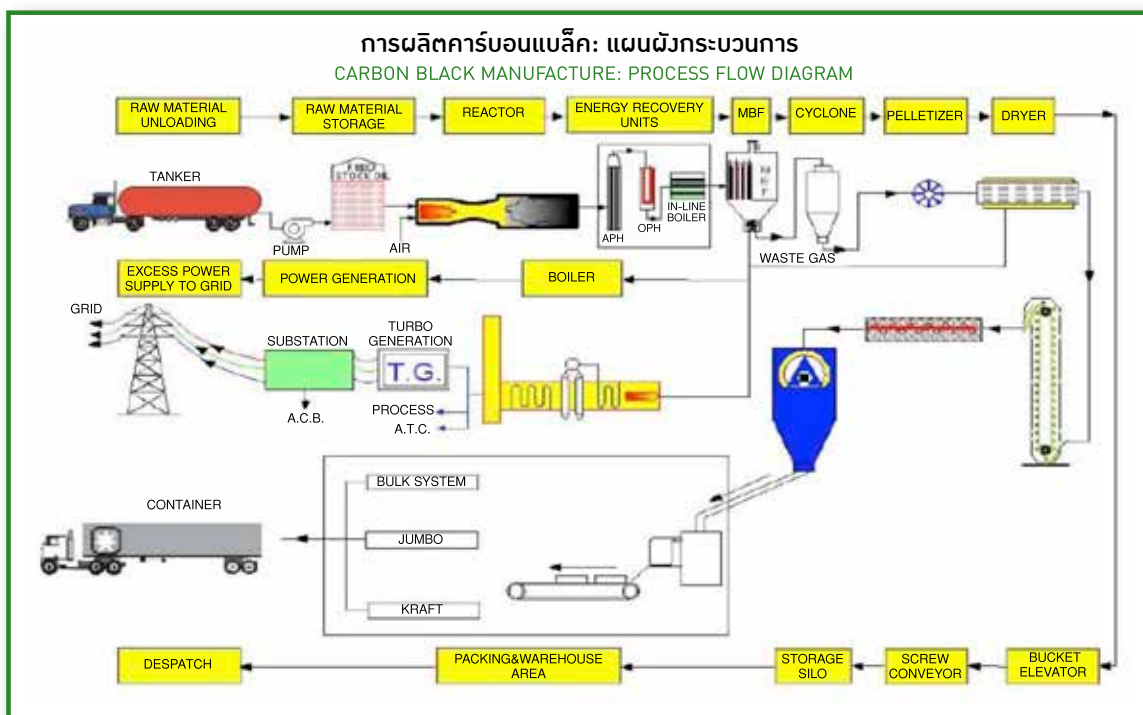 การผลิตคาร์บอนแบล็ค: แผนผังกระบวนการ
CARBON BLACK MANUFACTURE: PROCESS FLOW DIAGRAM
RAW MATERIAL
UNLOADING
RAW MATERIAL
STORAGE
REACTOR
ENERGY RECOVERY
UNITS
MBF
CYCLONE
PELLETIZER
DRYER
TANKER
FEED
STOCK OIL
PUMP
AIR
APH
OPH
IN-LINE
BOILER
MBF
WASTE GAS
EXCESS POWER
SUPPLY TO GRID
POWER GENERATION
BOILER
GRID
SUBSTATION
TURBO
GENERATION
T.G.
A.C.B.
PROCESS
A.T.C.
CONTAINER
BULK SYSTEM
JUMBO
KRAFT
DESPATCH
PACKING&WAREHOUSE
AREA
STORAGE
SILO
SCREW
CONVEYOR
BUCKET
ELEVATOR